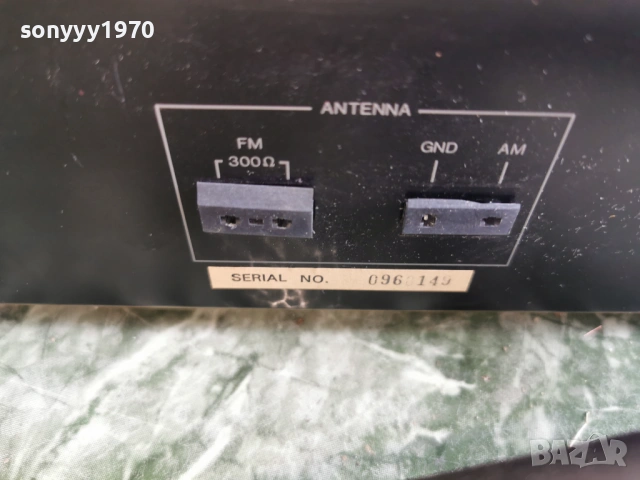 sonyyy1970
ANTENNA
FM
300Ω
GND AM
SERIAL NO.
BAZAR